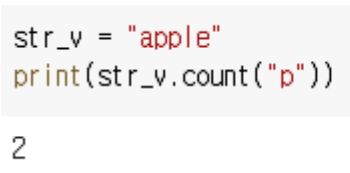 str_v = "apple"
print(str_v.count("p"))
2